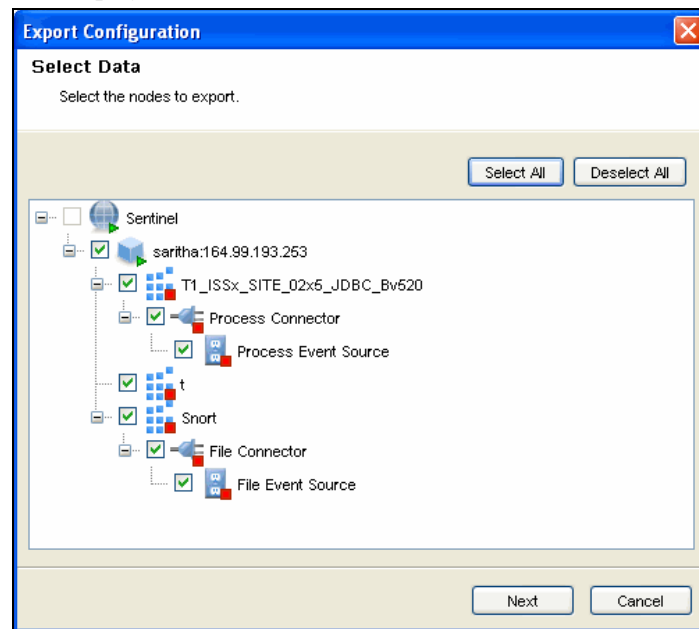 Export Configuration
Select Data
Select the nodes to export.
Select All Deselect All
Sentinel
saritha:164.99.193.253
T1_ISSx_SITE_02x5_JDBC_Bv520
Process Connector
Process Event Source
t
Snort
File Connector
File Event Source
Next Cancel